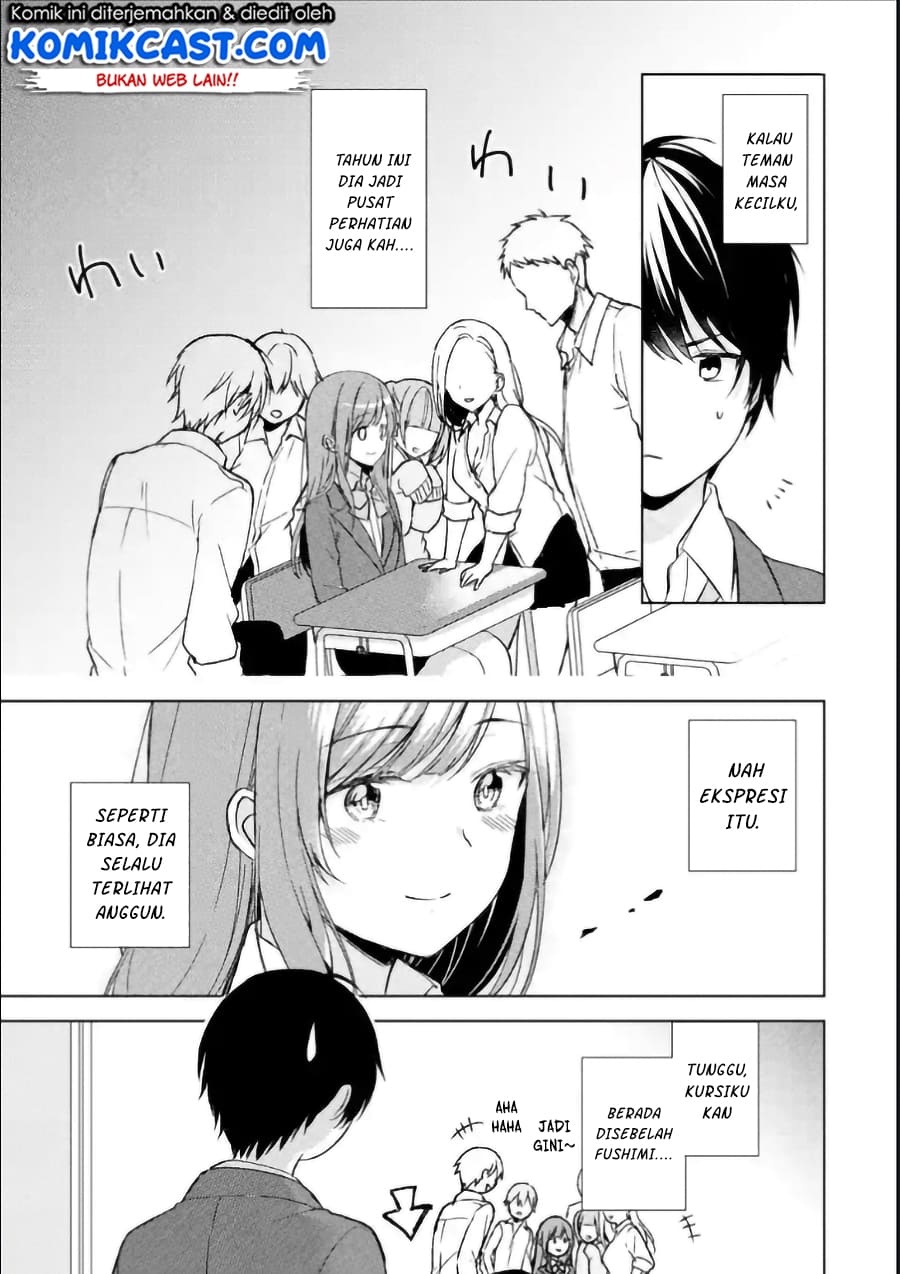 Komik ini diterjemahkan & diedit oleh
KOMIKCAST.COM
BUKAN WEB LAIN!!
KALAU
TEMAN
MASA
KECILKU,
TAHUN INI
DIA JADI
PUSAT
PERHATIAN
JUGA KAH....
わいい
わいい
NAH
EKSPRESI
ITU.
SEPERTI
BIASA, DIA
SELALU
TERLIHAT
ANGGUN.
TUNGGU,
KURSIKU
KAN
BERADA
DISEBELAH
FUSHIMI....
JADI
GINI~
AHA
HAHA